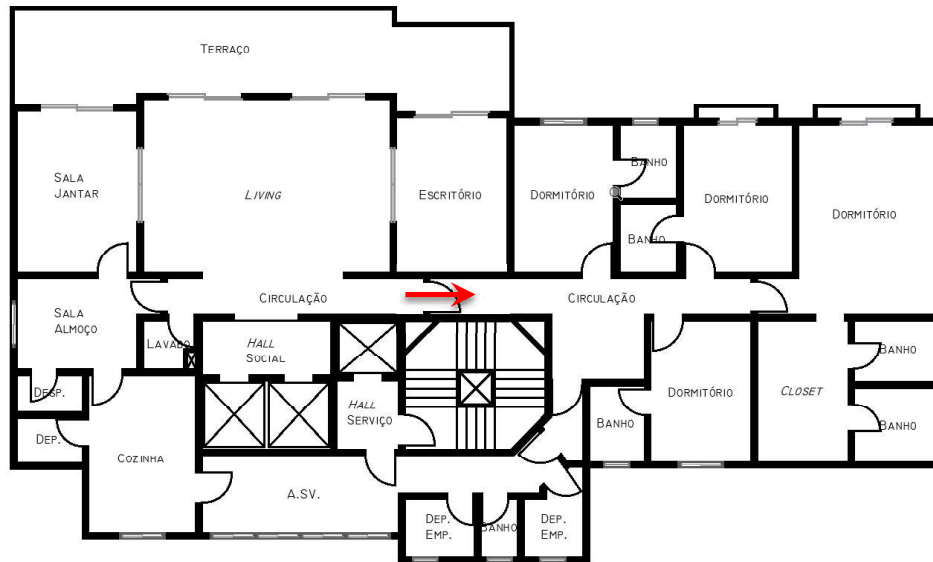 TERRAÇO
SALA
JANTAR
LIVING
ESCRITÓRIO
DORMITÓRIO
BANHO
BANHO
DORMITÓRIO
DORMITÓRIO
CIRCULAÇÃO
CIRCULAÇÃO
SALA
ALMOÇO
LAVABO
HALL
SOCIAL
HALL
SERVIÇO
DESP.
DEP.
COZINHA
A.SV.
DEP.
EMP.
BANHO
DEP.
EMP.
BANHO
DORMITÓRIO
CLOSET
BANHO
BANHO